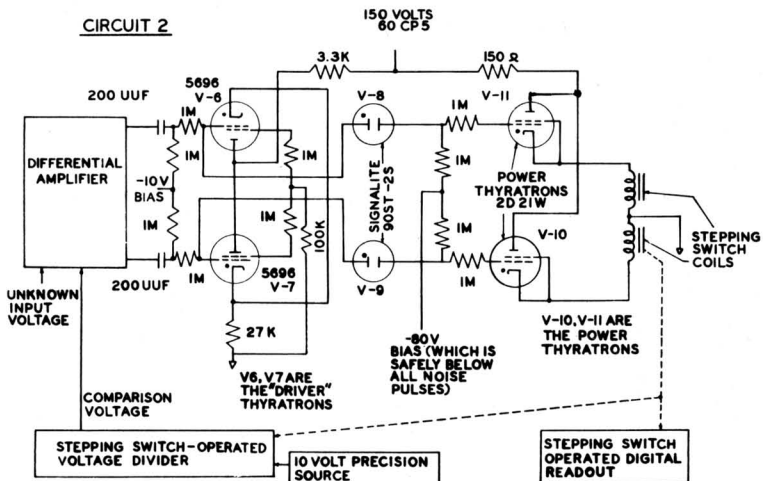 CIRCUIT 2
150 VOLTS
60 CPS
3.3K
150 Ω
5696
V-6
V-8
V-11
200 UUF
1M
1M
1M
1M
1M
DIFFERENTIAL
AMPLIFIER
-10V
BIAS
SIGNALITE
90ST-2S
POWER
THYRATRONS
2D21W
1M
1M
100K
1M
V-10
STEPPING
SWITCH
COILS
1M
5696
V-7
1M
V-9
200 UUF
UNKNOWN
INPUT
VOLTAGE
27 K
-80V
BIAS (WHICH IS
SAFELY BELOW
ALL NOISE
PULSES)
V-10, V-11 ARE
THE POWER
THYRATRONS
V6, V7 ARE
THE "DRIVER"
THYRATRONS
COMPARISON
VOLTAGE
STEPPING SWITCH-OPERATED
VOLTAGE DIVIDER
10 VOLT PRECISION
SOURCE
STEPPING SWITCH
OPERATED DIGITAL
READOUT